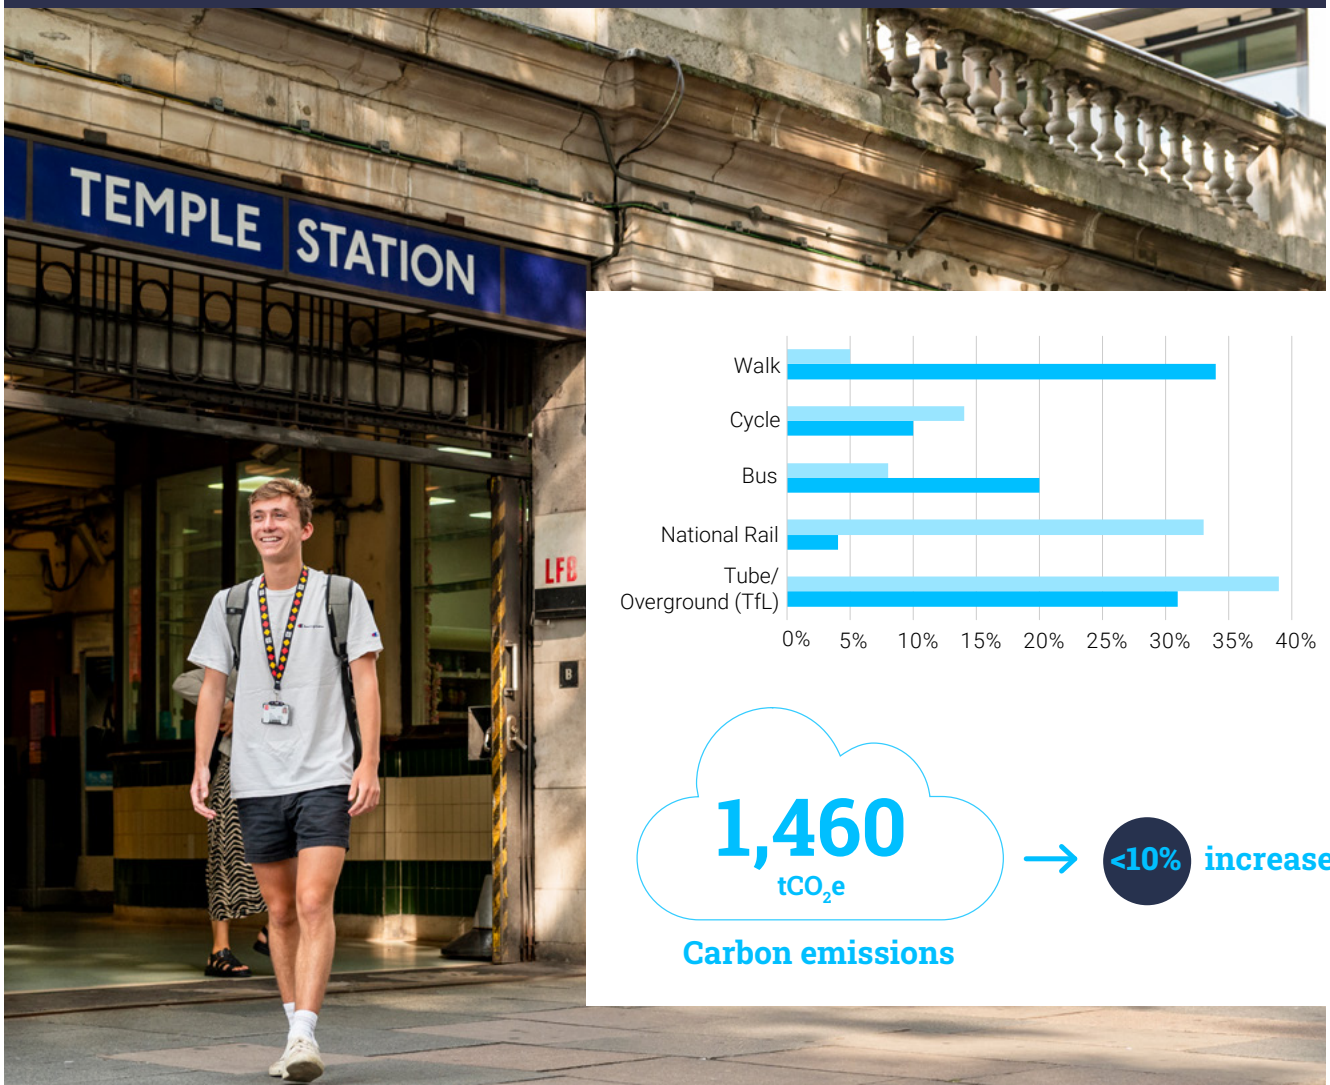 TEMPLE STATION
LFB
B
Walk
Cycle
Bus
National Rail
Tube/
Overground (TfL)
0% 5% 10% 15% 20% 25% 30% 35% 40%
1,460
tCO₂e
<10% increase
Carbon emissions